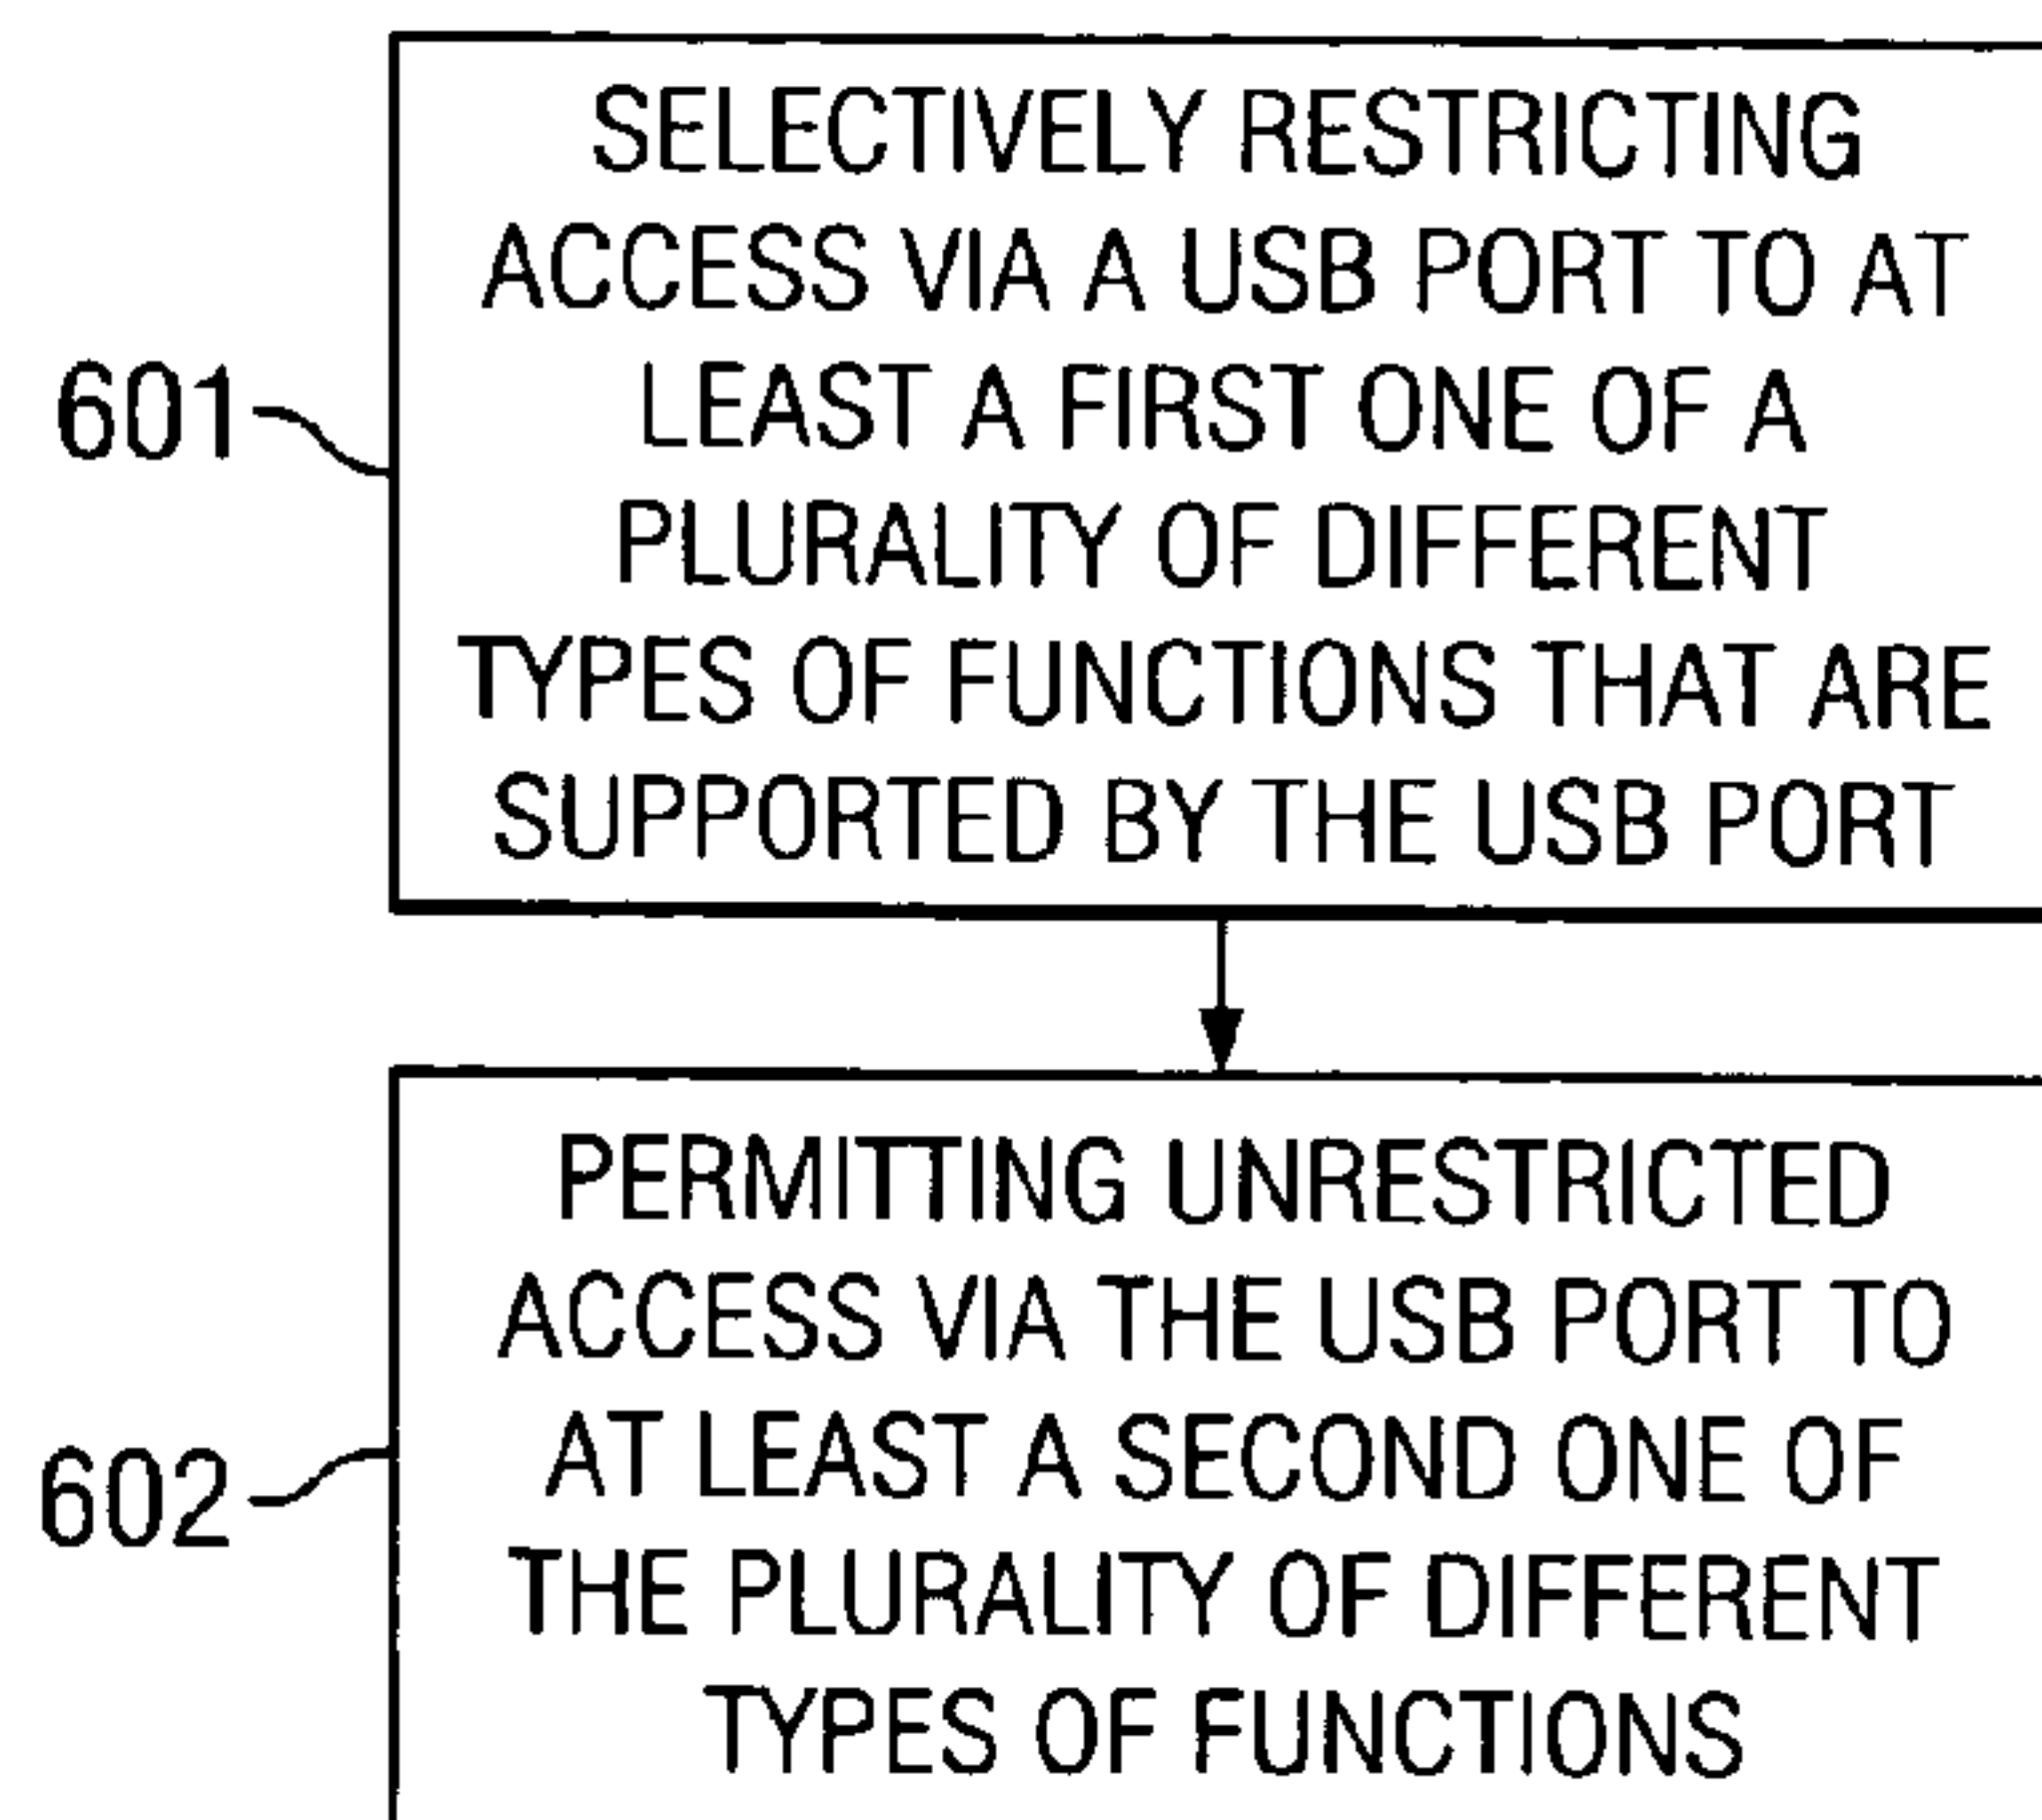 SELECTIVELY RESTRICTING
ACCESS VIA A USB PORT TO AT
LEAST A FIRST ONE OF A
PLURALITY OF DIFFERENT
TYPES OF FUNCTIONS THAT ARE
SUPPORTED BY THE USB PORT
601
PERMITTING UNRESTRICTED
ACCESS VIA THE USB PORT TO
AT LEAST A SECOND ONE OF
THE PLURALITY OF DIFFERENT
TYPES OF FUNCTIONS
602